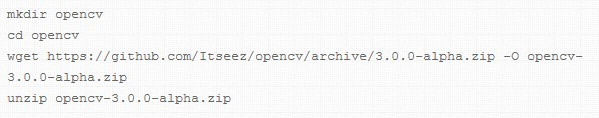 mkdir opencv
cd opencv
wget https://github.com/Itseez/opencv/archive/3.0.0-alpha.zip -O opencv-
3.0.0-alpha.zip
unzip opencv-3.0.0-alpha.zip